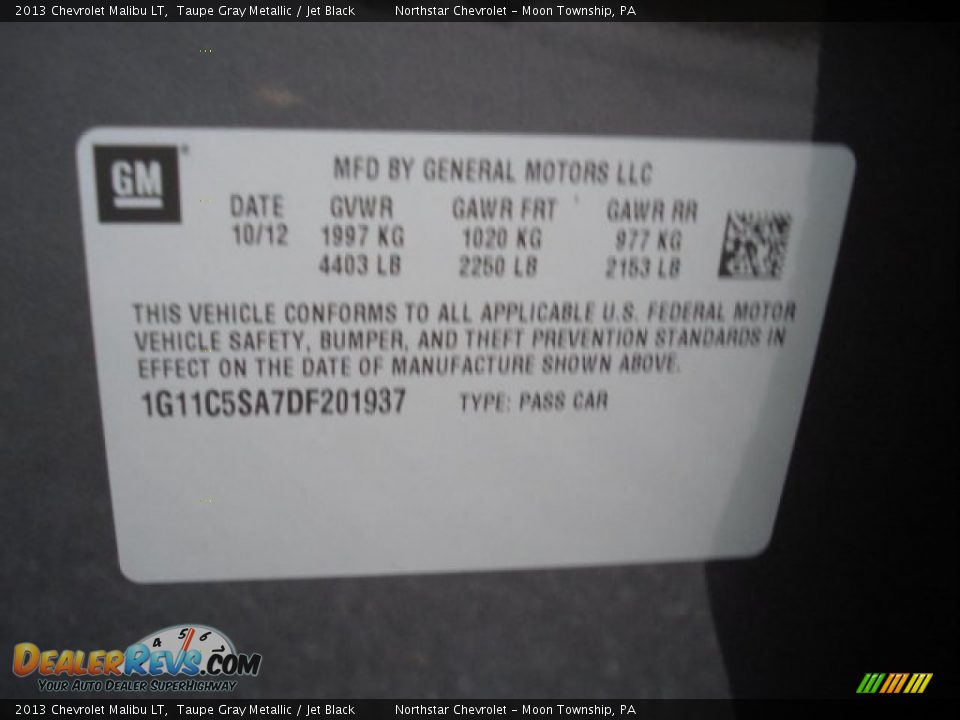 2013 Chevrolet Malibu LT, Taupe Gray Metallic / Jet Black Northstar Chevrolet - Moon Township, PA
GM
MFD BY GENERAL MOTORS LLC
DATE GVWR GAWR FRT GAWR RR
10/12 1997 KG 1020 KG 977 KG
4403 LB 2250 LB 2153 LB
THIS VEHICLE CONFORMS TO ALL APPLICABLE U.S. FEDERAL MOTOR
VEHICLE SAFETY, BUMPER, AND THEFT PREVENTION STANDARDS IN
EFFECT ON THE DATE OF MANUFACTURE SHOWN ABOVE.
1G11C5SA7DF201937 TYPE: PASS CAR
4 5 6
DEALERREVS.COM
YOUR AUTO DEALER SUPERHIGHWAY
2013 Chevrolet Malibu LT, Taupe Gray Metallic / Jet Black Northstar Chevrolet - Moon Township, PA